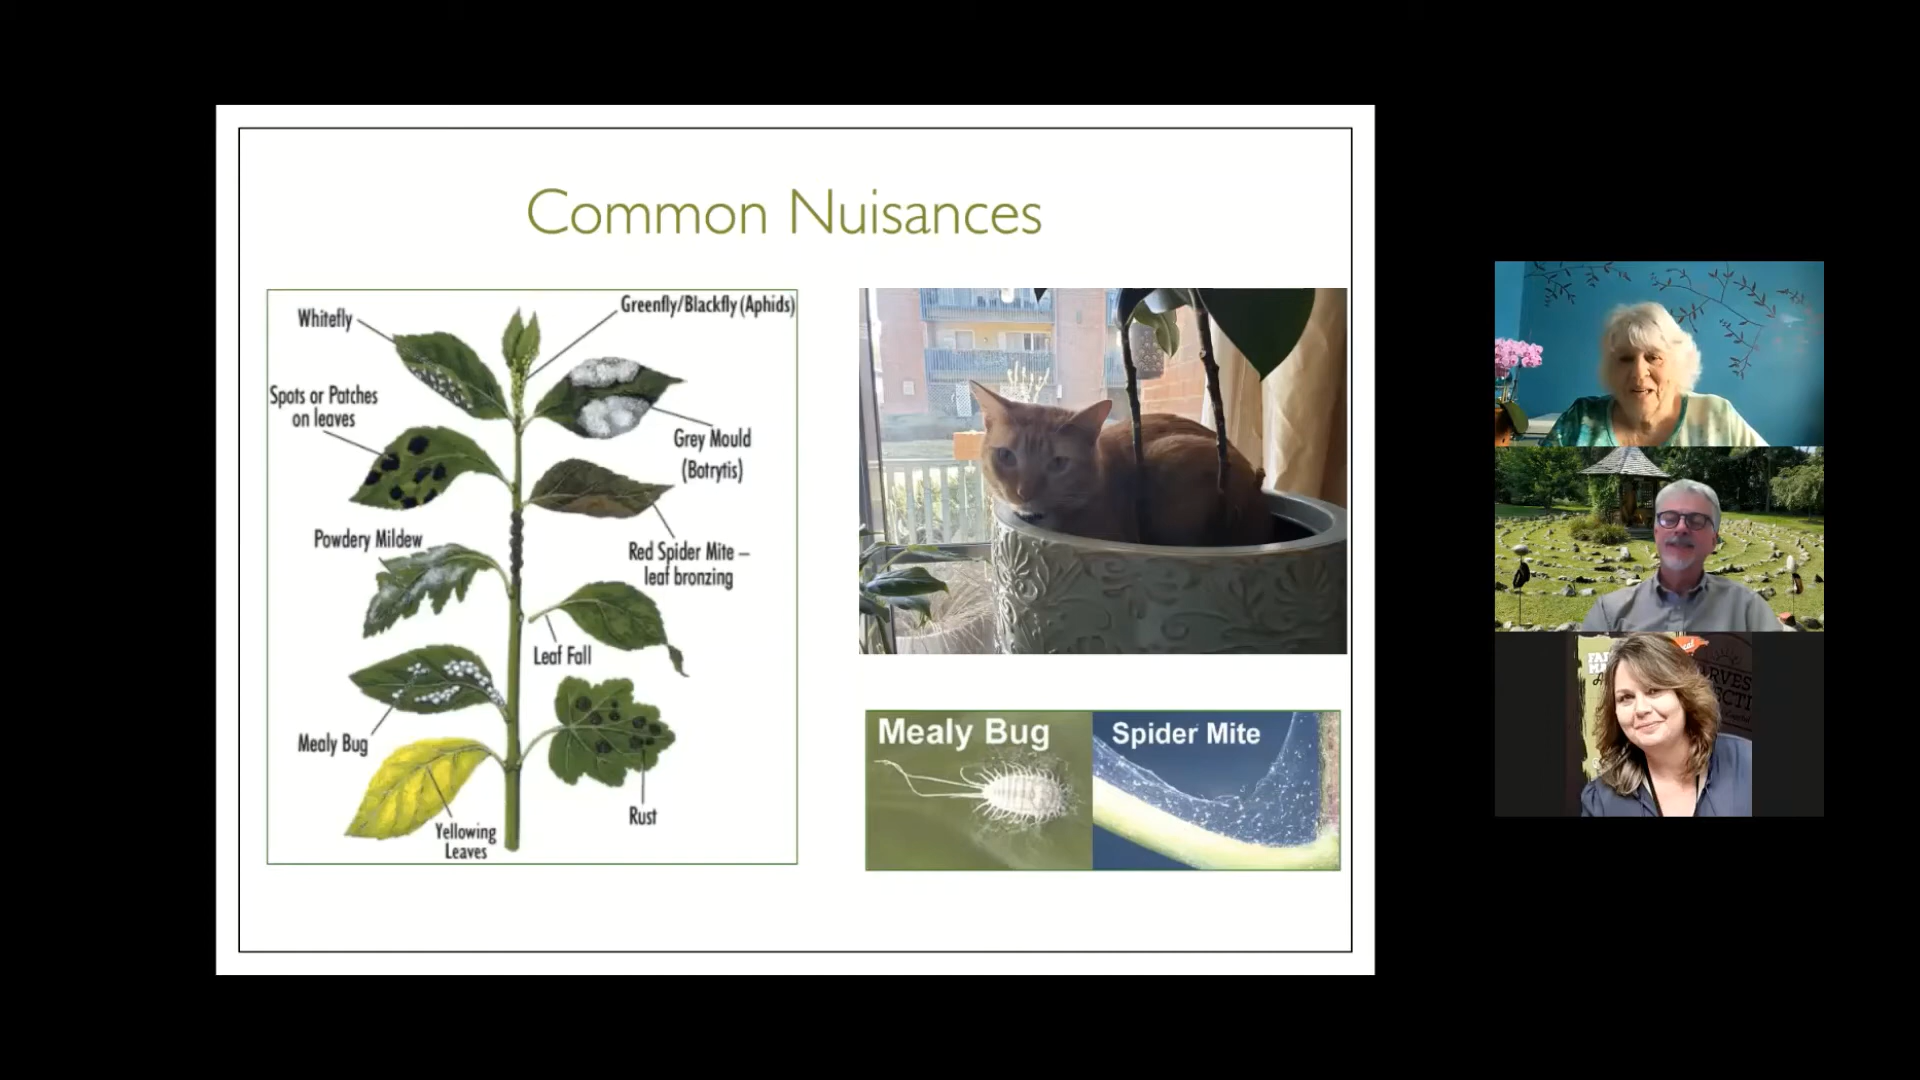 Common Nuisances
Whitefly
Greenfly/Blackfly (Aphids)
Spots or Patches
on leaves
Grey Mould
(Botrytis)
Powdery Mildew
Red Spider Mite –
leaf bronzing
Leaf Fall
Mealy Bug
Rust
Yellowing
Leaves
Mealy Bug
Spider Mite